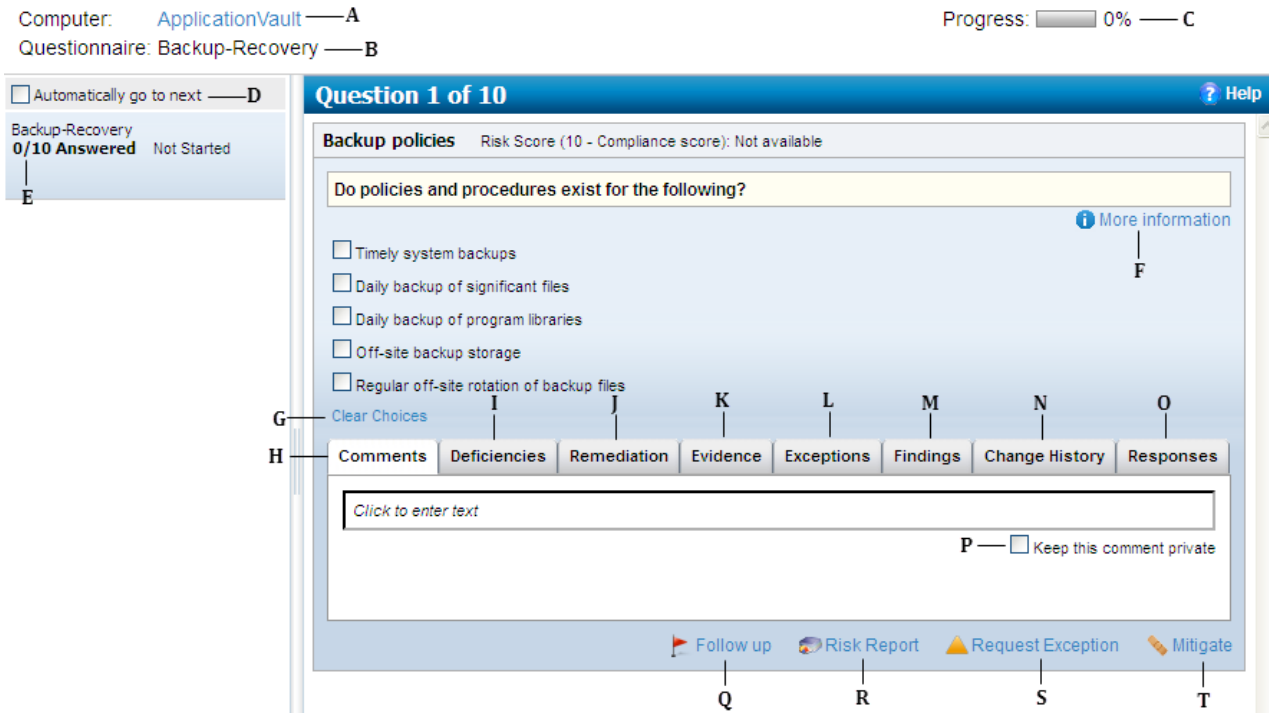 Computer: ApplicationVault A
Progress: 0% C
Questionnaire: Backup-Recovery B
Automatically go to next D
Backup-Recovery
0/10 Answered Not Started
E
Question 1 of 10
Help
Backup policies Risk Score (10 - Compliance score): Not available
Do policies and procedures exist for the following?
More information
F
Timely system backups
Daily backup of significant files
Daily backup of program libraries
Off-site backup storage
Regular off-site rotation of backup files
I J K L M N O
G Clear Choices
H Comments Deficiencies Remediation Evidence Exceptions Findings Change History Responses
Click to enter text
P Keep this comment private
Follow up Risk Report Request Exception Mitigate
Q R S T